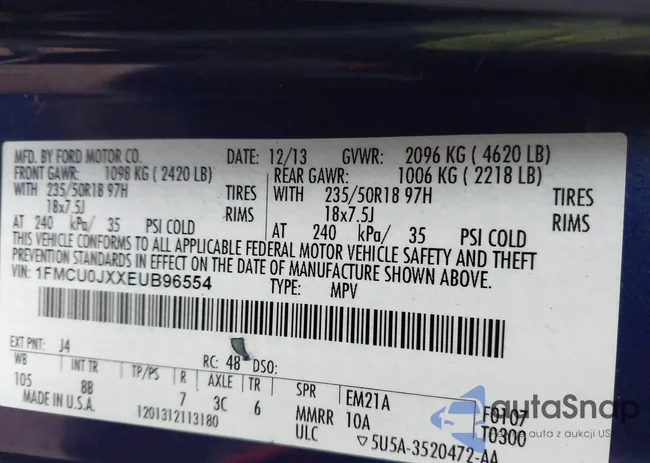 MFD. BY FORD MOTOR CO. DATE: 12/13 GVWR: 2096 KG ( 4620 LB)
FRONT GAWR: 1098 KG ( 2420 LB) REAR GAWR: 1006 KG ( 2218 LB)
WITH 235/50R18 97H TIRES WITH 235/50R18 97H TIRES
18x7.5J RIMS 18x7.5J RIMS
AT 240 kPa/ 35 PSI COLD AT 240 kPa/ 35 PSI COLD
THIS VEHICLE CONFORMS TO ALL APPLICABLE FEDERAL MOTOR VEHICLE SAFETY AND THEFT
PREVENTION STANDARDS IN EFFECT ON THE DATE OF MANUFACTURE SHOWN ABOVE.
VIN: 1FMCU0JXXEUB96554 TYPE: MPV
EXT PNT: J4 RC: 48 DSO:
WB INT TR TP/PS R AXLE TR SPR EM21A F0107
105 88 7 3C 6 MMRR 10A T0300
MADE IN U.S.A. 1201312113180 ULC ▽5U5A-3520472-AA
autoSnap
auta z aukcji USA